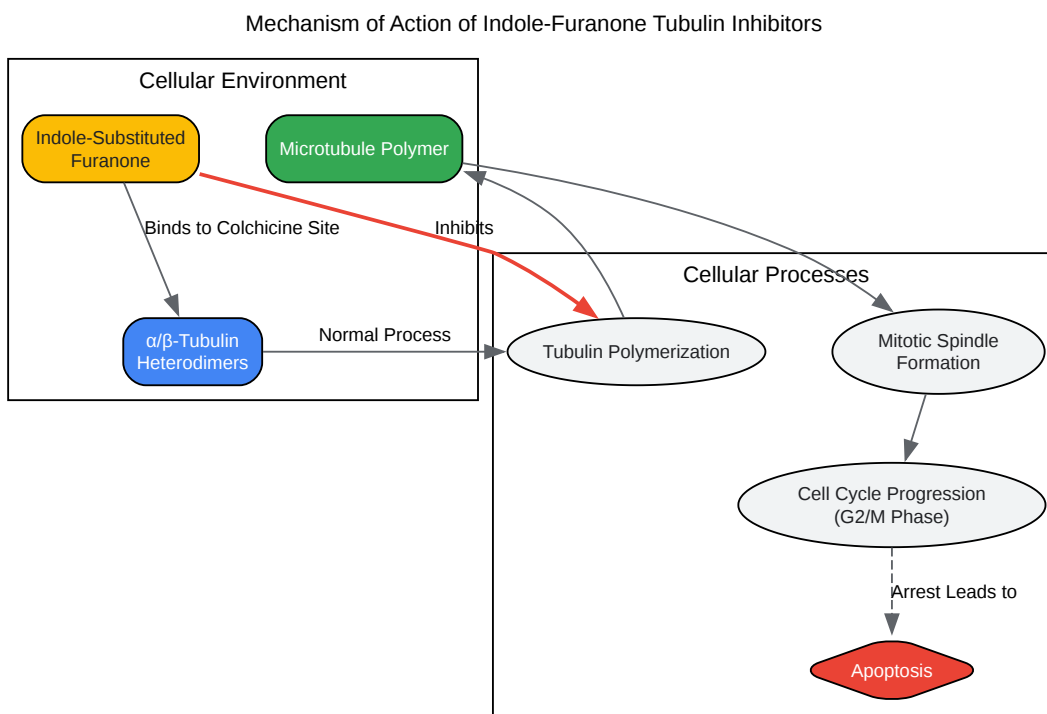 Mechanism of Action of Indole-Furanone Tubulin Inhibitors
Cellular Environment
Indole-Substituted
Furanone
Microtubule Polymer
Binds to Colchicine Site
Inhibits
Cellular Processes
α/β-Tubulin
Heterodimers
Normal Process
Tubulin Polymerization
Mitotic Spindle
Formation
Cell Cycle Progression
(G2/M Phase)
Arrest Leads to
Apoptosis